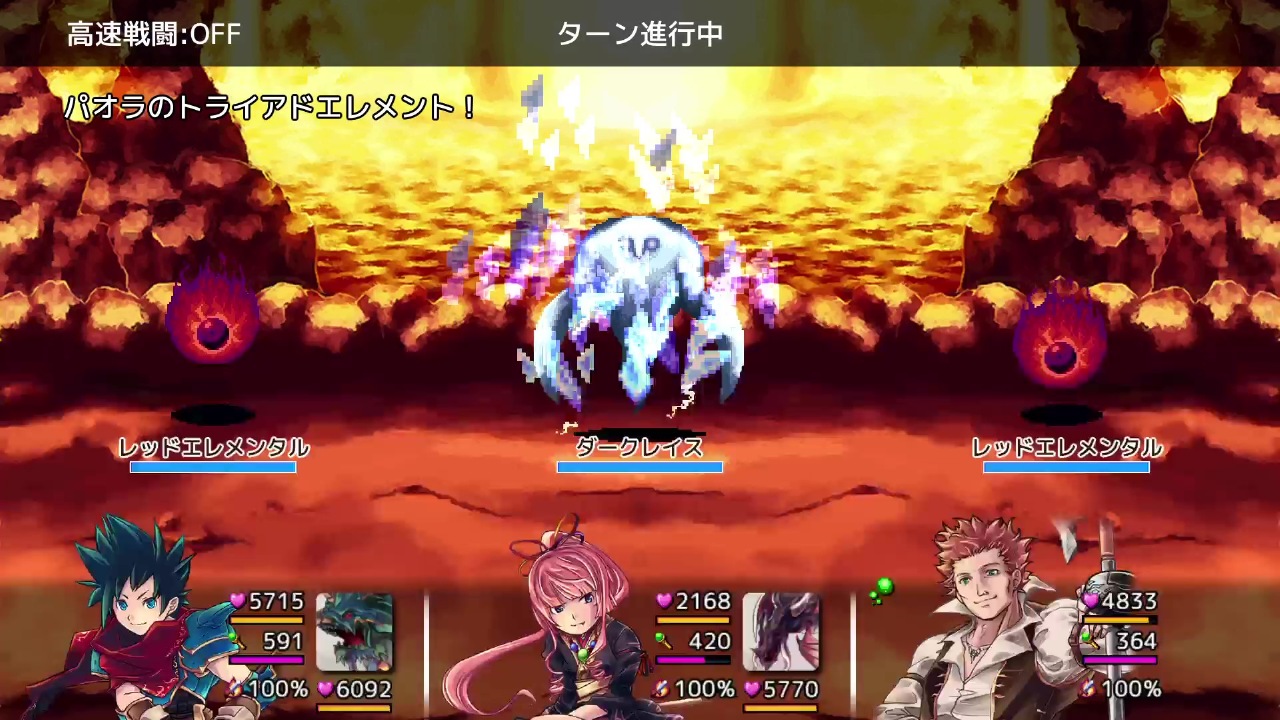 高速戦闘:OFF ターン進行中
パオラのトライアドエレメント！
レッドエレメンタル ダークレイス レッドエレメンタル
5715 2168 4833
591 420 364
100% 6092 100% 5770 100%